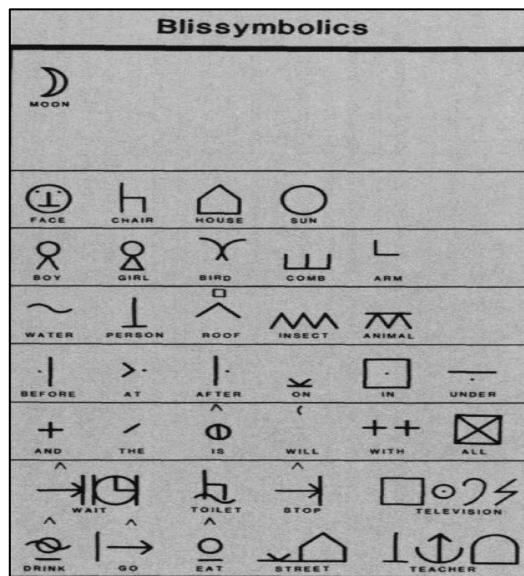 Blissymbolics
MOON
FACE CHAIR HOUSE SUN
BOY GIRL BIRD COMB ARM
WATER PERSON ROOF INSECT ANIMAL
BEFORE AT AFTER ON IN UNDER
AND THE IS WILL WITH ALL
WAIT TOILET STOP TELEVISION
DRINK GO EAT STREET TEACHER